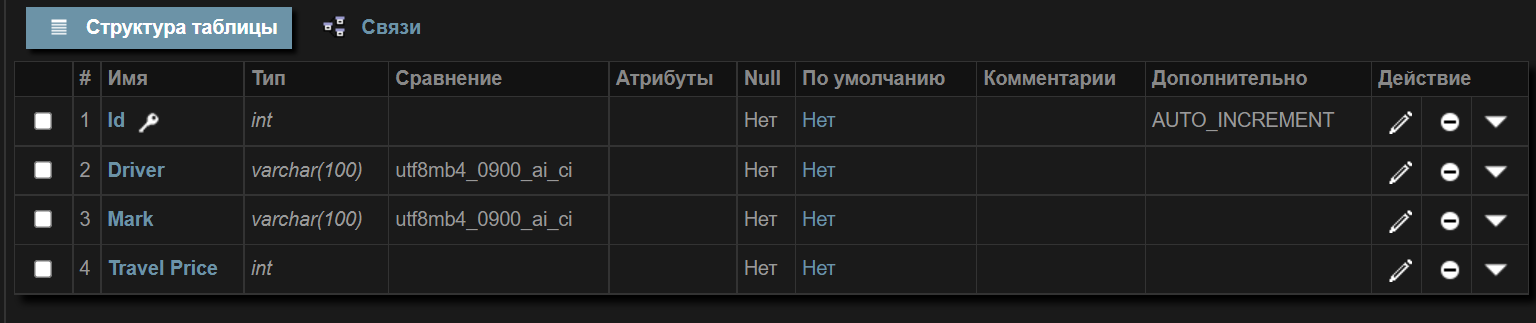 Структура таблицы Связи
# Имя Тип Сравнение Атрибуты Null По умолчанию Комментарии Дополнительно Действие
1 Id int Нет Нет AUTO_INCREMENT
2 Driver varchar(100) utf8mb4_0900_ai_ci Нет Нет
3 Mark varchar(100) utf8mb4_0900_ai_ci Нет Нет
4 Travel Price int Нет Нет